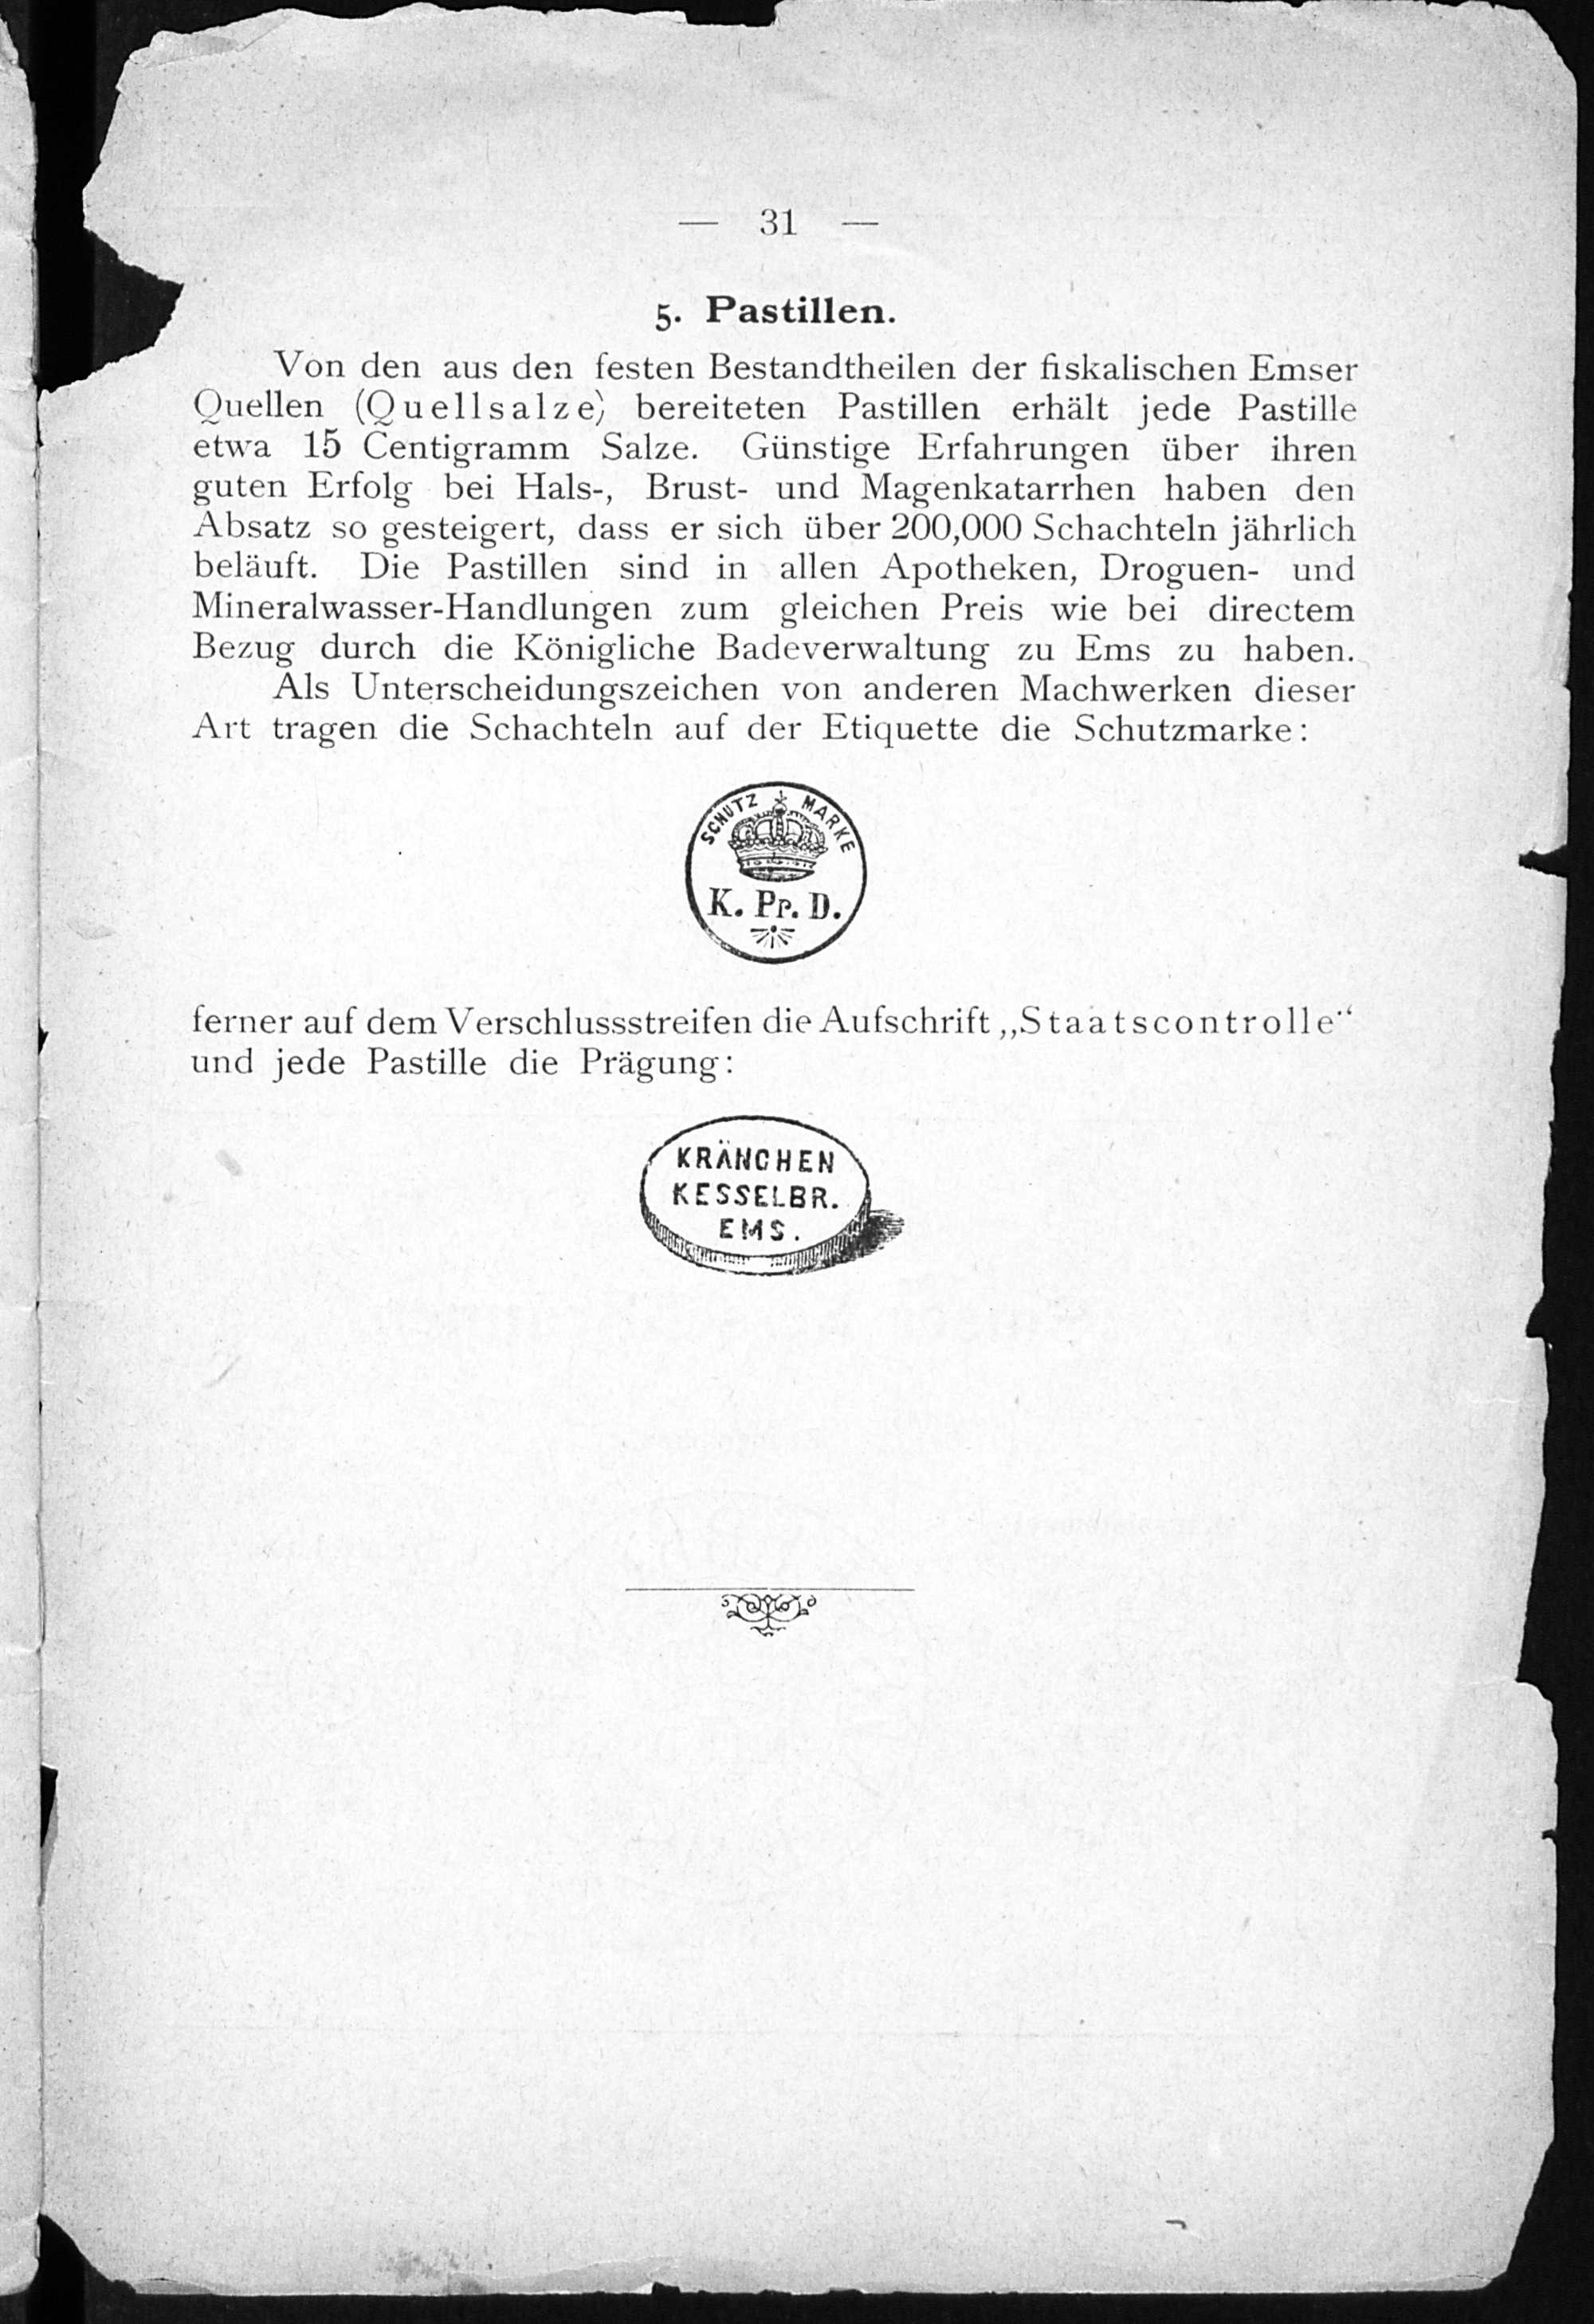 — 31 —
5. Pastillen.
Von den aus den festen Bestandtheilen der fiskalischen Emser
Quellen (Quellsalze) bereiteten Pastillen erhält jede Pastille
etwa 15 Centigramm Salze. Günstige Erfahrungen über ihren
guten Erfolg bei Hals-, Brust- und Magenkatarrhen haben den
Absatz so gesteigert, dass er sich über 200,000 Schachteln jährlich
beläuft. Die Pastillen sind in allen Apotheken, Droguen- und
Mineralwasser-Handlungen zum gleichen Preis wie bei directem
Bezug durch die Königliche Badeverwaltung zu Ems zu haben.
Als Unterscheidungszeichen von anderen Machwerken dieser
Art tragen die Schachteln auf der Etiquette die Schutzmarke:
SCHUTZ MARKE
K. Pr. D.
ferner auf dem Verschlussstreifen die Aufschrift „Staatscontrolle“
und jede Pastille die Prägung:
KRÄNCHEN
KESSELBR.
EMS.